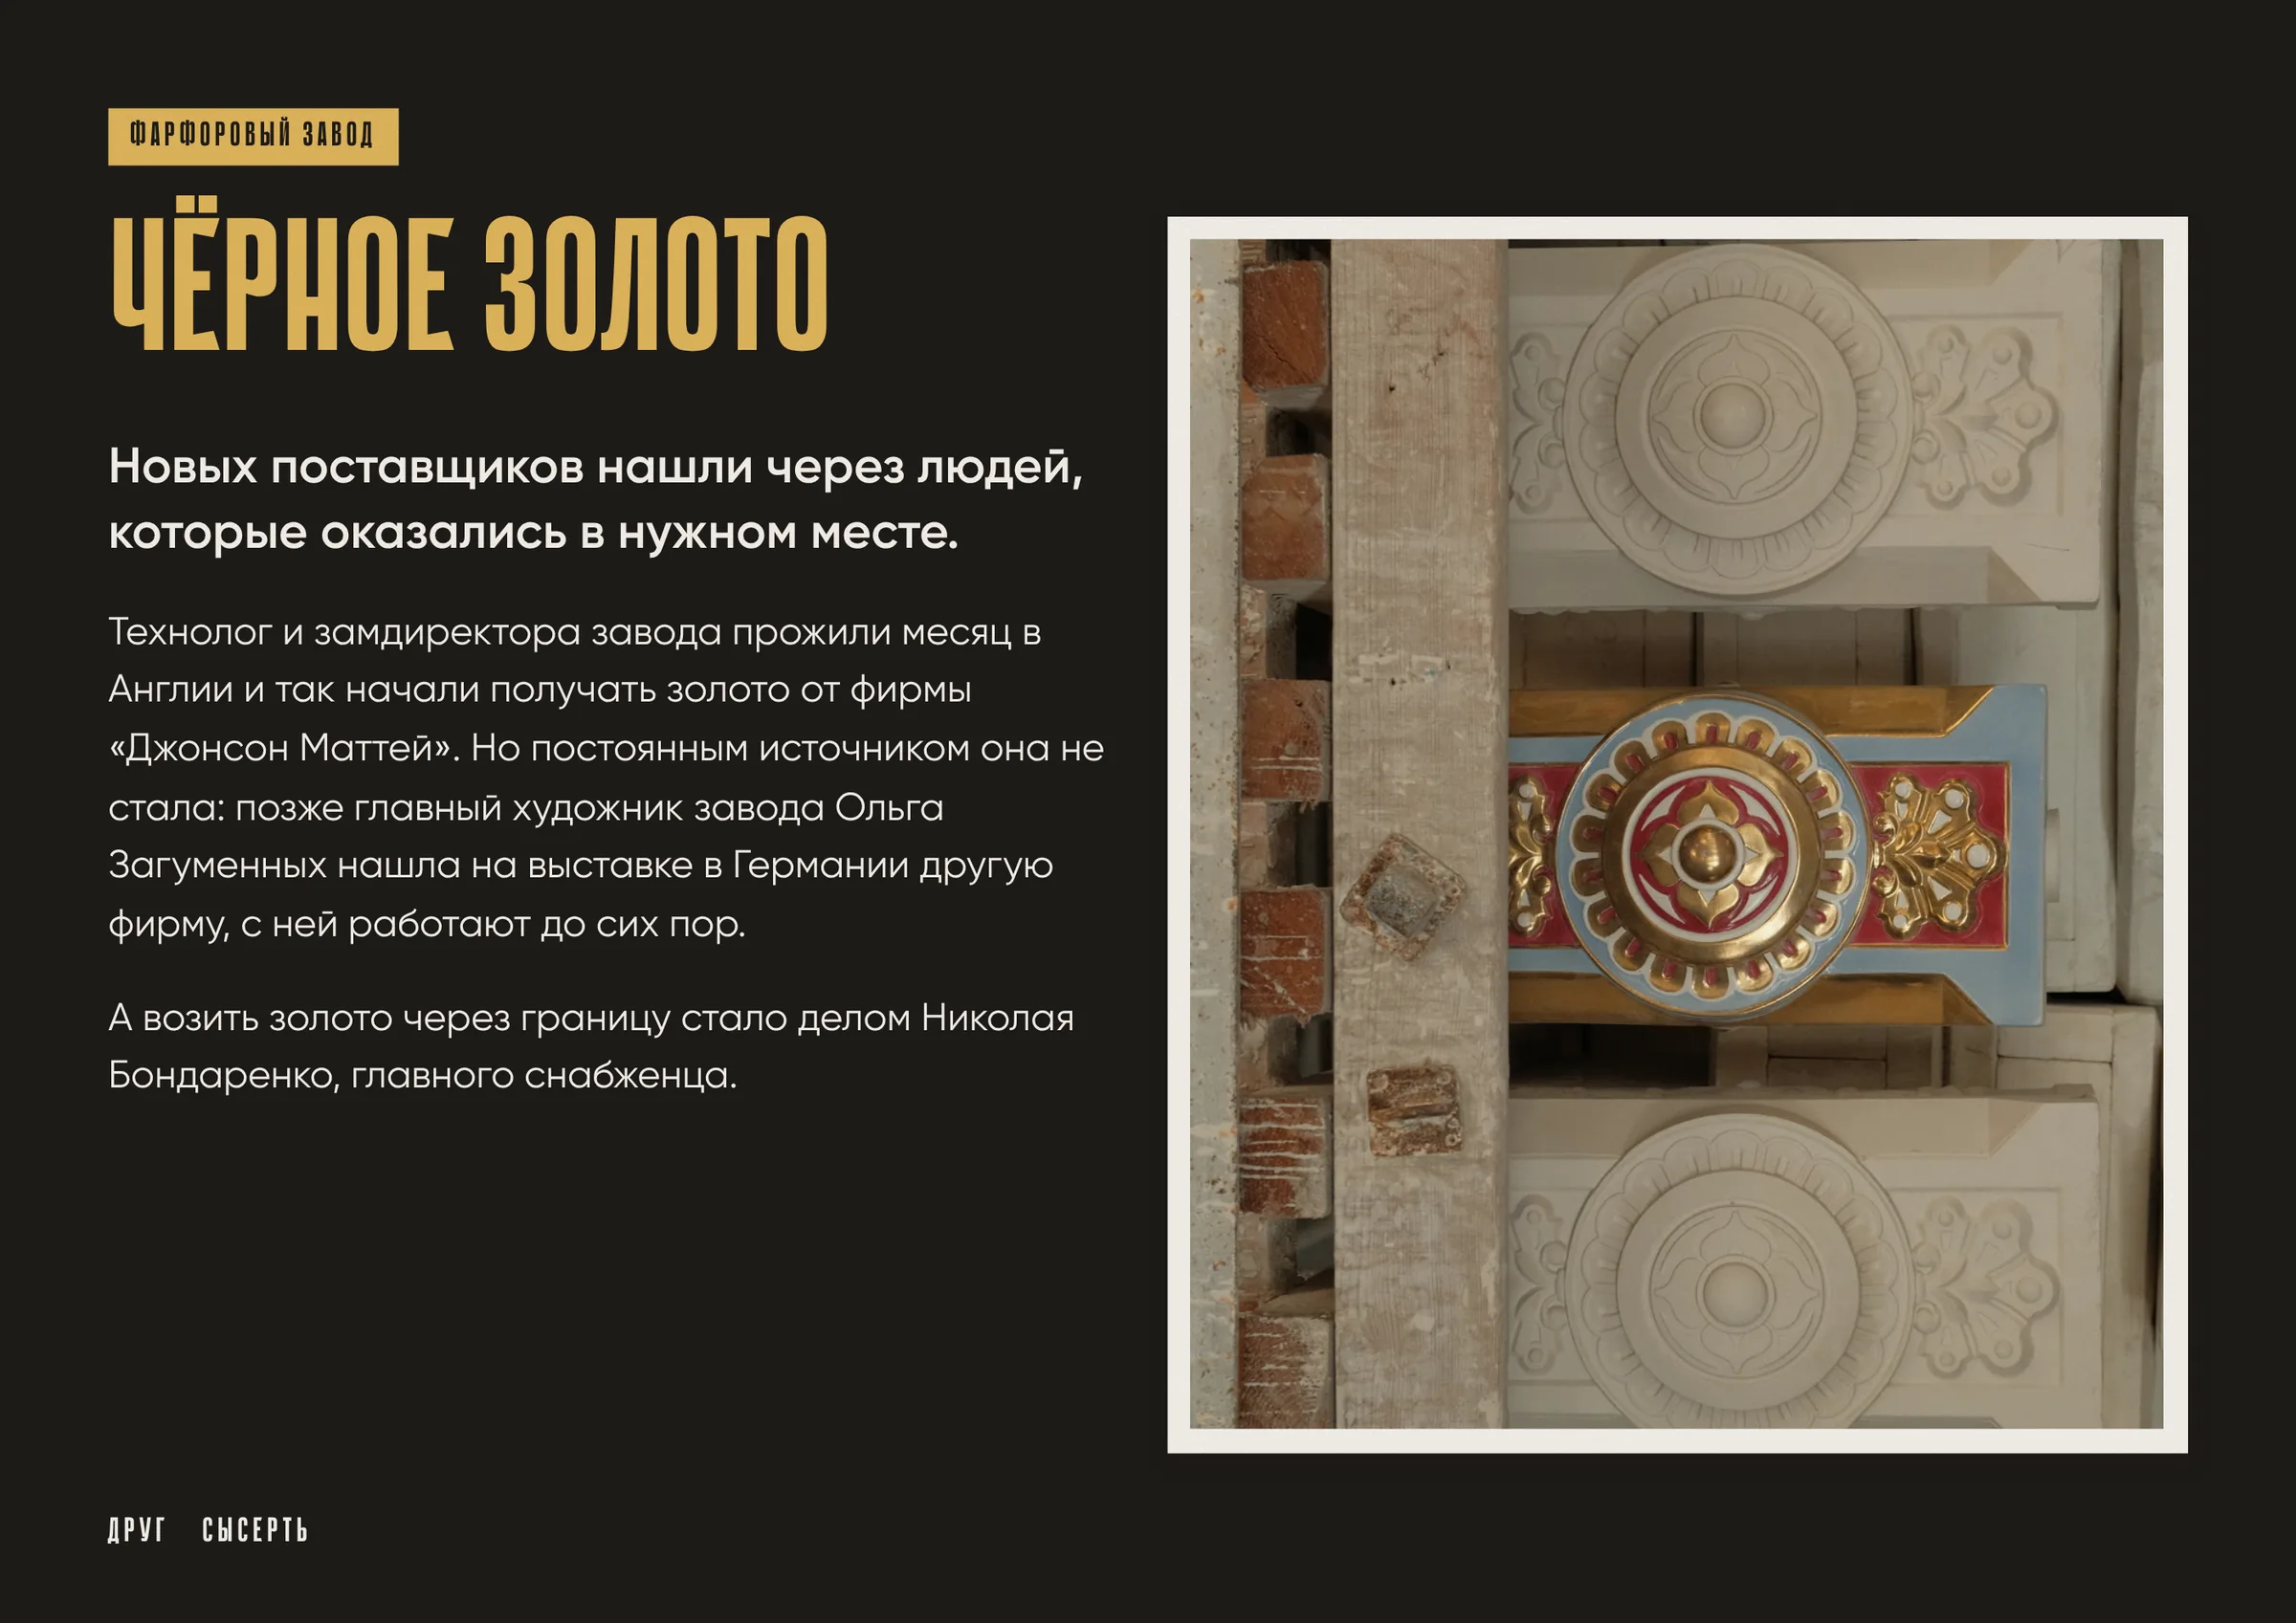 ФАРФОРОВЫЙ ЗАВОД
ЧЁРНОЕ ЗОЛОТО
Новых поставщиков нашли через людей,
которые оказались в нужном месте.
Технолог и замдиректора завода прожили месяц в
Англии и так начали получать золото от фирмы
«Джонсон Маттей». Но постоянным источником она не
стала: позже главный художник завода Ольга
Загуменных нашла на выставке в Германии другую
фирму, с ней работают до сих пор.
А возить золото через границу стало делом Николая
Бондаренко, главного снабженца.
ДРУГ СЫСЕРТЬ